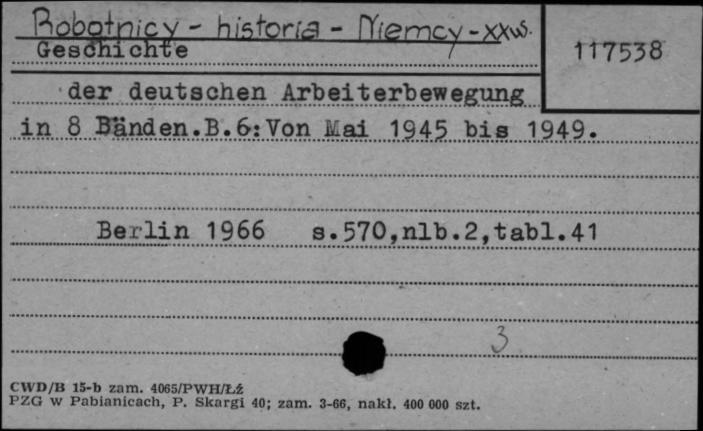 Robotnicy - historia - Niemcy - XXw.
Geschichte
117538
der deutschen Arbeiterbewegung
in 8 Bänden.B.6:Von Mai 1945 bis 1949.
Berlin 1966 s.570,nlb.2,tabl.41
3
CWD/B 15-b zam. 4065/PWH/Łż
PZG w Pabianicach, P. Skargi 40; zam. 3-66, nakł. 400 000 szt.